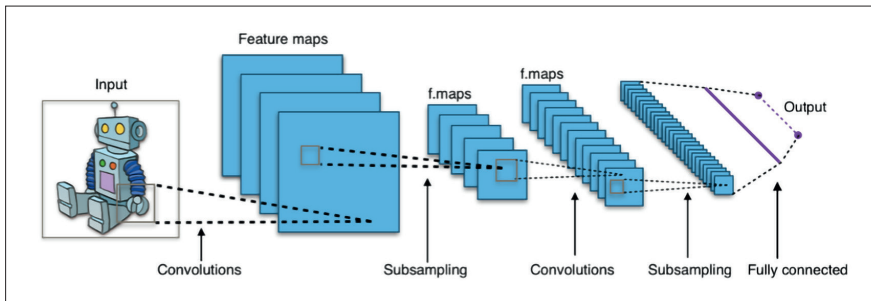 Feature maps
Input
f.maps
f.maps
Output
Convolutions
Subsampling
Convolutions
Subsampling
Fully connected